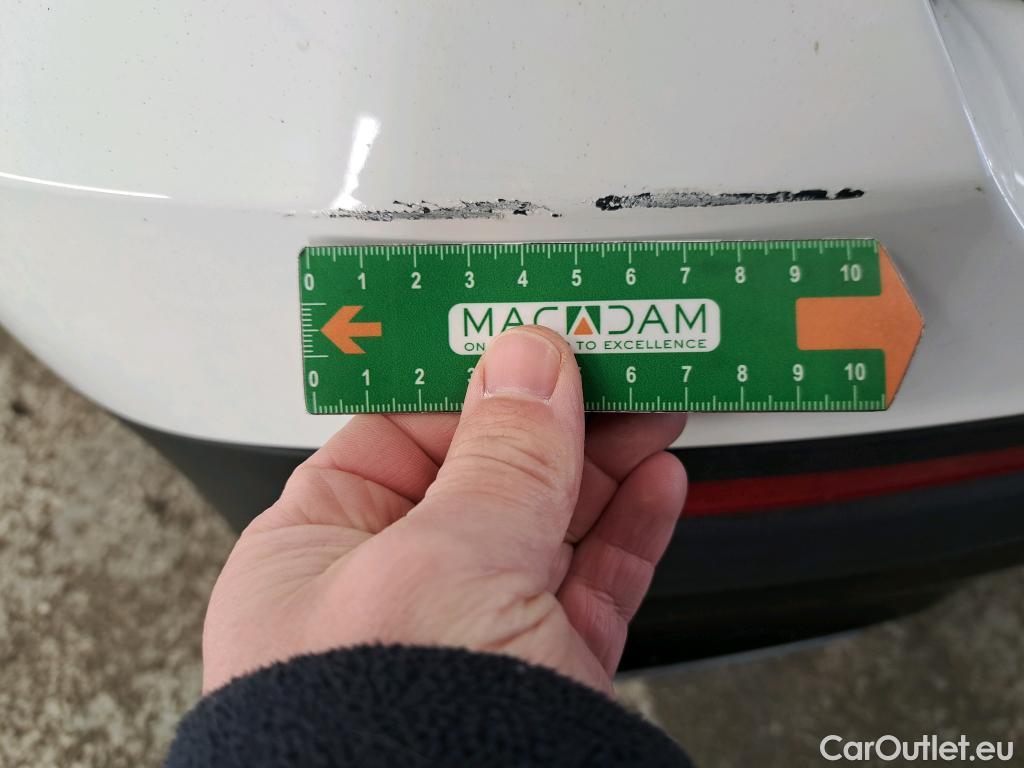 0 1 2 3 4 5 6 7 8 9 10
MACADAM
ON TO EXCELLENCE
0 1 2 3 6 7 8 9 10
CarOutlet.eu